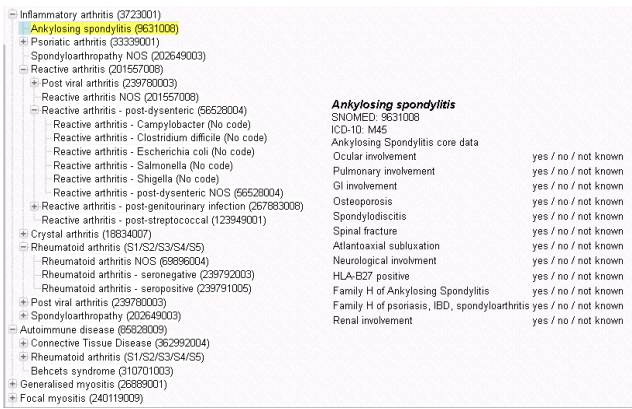 Inflammatory arthritis (3723001)
Ankylosing spondylitis (9631008)
Psoriatic arthritis (33339001)
Spondyloarthropathy NOS (202649003)
Reactive arthritis (201557008)
Post viral arthritis (239780003)
Reactive arthritis NOS (201557008)
Reactive arthritis - post-dysenteric (56528004)
Reactive arthritis - Campylobacter (No code)
Reactive arthritis - Clostridium difficile (No code)
Reactive arthritis - Escherichia coli (No code)
Reactive arthritis - Salmonella (No code)
Reactive arthritis - Shigella (No code)
Reactive arthritis - post-dysenteric NOS (56528004)
Reactive arthritis - post-genitourinary infection (267883008)
Reactive arthritis - post-streptococcal (123949001)
Crystal arthritis (18834007)
Rheumatoid arthritis (S1/S2/S3/S4/S5)
Rheumatoid arthritis NOS (69896004)
Rheumatoid arthritis - seronegative (239792003)
Rheumatoid arthritis - seropositive (239791005)
Post viral arthritis (239780003)
Spondyloarthropathy (202649003)
Autoimmune disease (85828009)
Connective Tissue Disease (362992004)
Rheumatoid arthritis (S1/S2/S3/S4/S5)
Behcets syndrome (310701003)
Generalised myositis (26889001)
Focal myositis (240119009)
Ankylosing spondylitis
SNOMED: 9631008
ICD-10: M45
Ankylosing Spondylitis core data
Ocular involvement yes / no / not known
Pulmonary involvement yes / no / not known
GI involvement yes / no / not known
Osteoporosis yes / no / not known
Spondylodiscitis yes / no / not known
Spinal fracture yes / no / not known
Atlantoaxial subluxation yes / no / not known
Neurological involvment yes / no / not known
HLA-B27 positive yes / no / not known
Family H of Ankylosing Spondylitis yes / no / not known
Family H of psoriasis, IBD, spondyloarthritis yes / no / not known
Renal involvement yes / no / not known